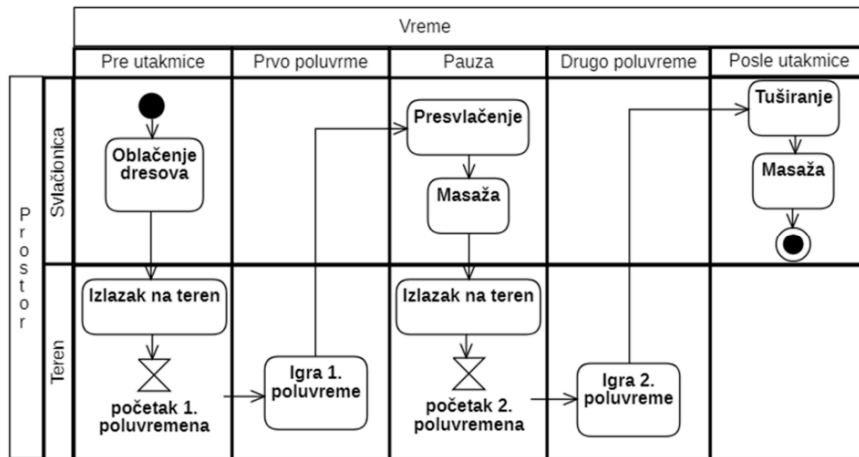 Vreme
Pre utakmice
Prvo poluvrme
Pauza
Drugo poluvreme
Posle utakmice
Prostor
Svlačionica
Oblačenje
dresova
Presvlačenje
Masaža
Tuširanje
Masaža
Teren
Izlazak na teren
početak 1.
poluvremena
Igra 1.
poluvreme
Izlazak na teren
početak 2.
poluvremena
Igra 2.
poluvreme